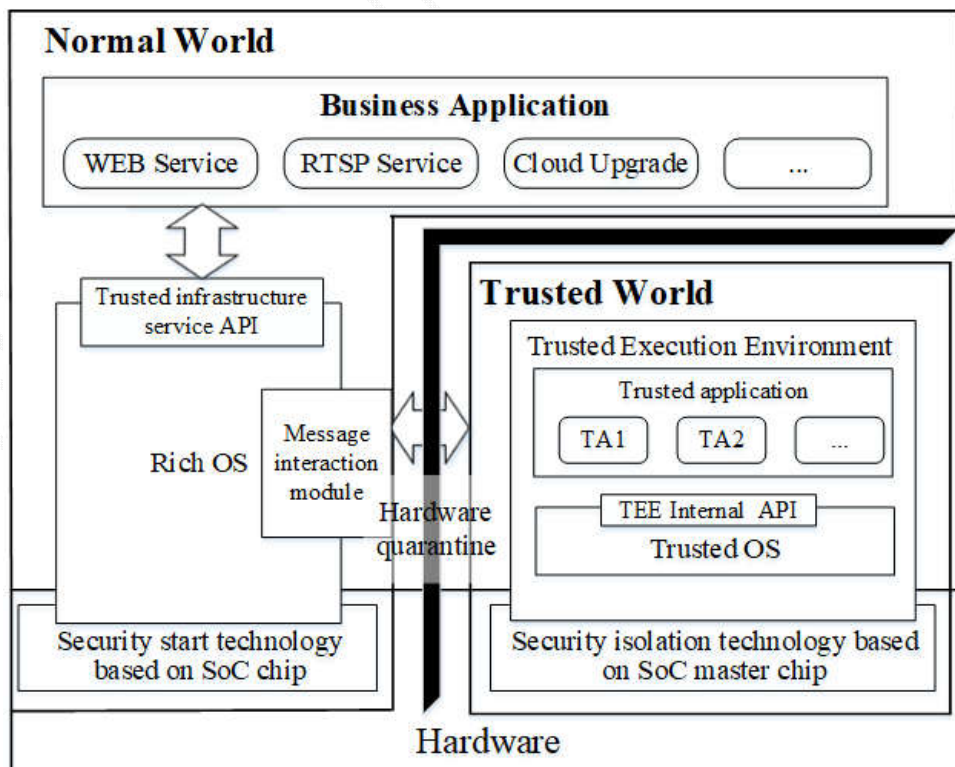 Normal World
Business Application
WEB Service
RTSP Service
Cloud Upgrade
...
Trusted infrastructure
service API
Rich OS
Message
interaction
module
Hardware
quarantine
Trusted World
Trusted Execution Environment
Trusted application
TA1
TA2
...
TEE Internal API
Trusted OS
Security start technology
based on SoC chip
Security isolation technology based
on SoC master chip
Hardware